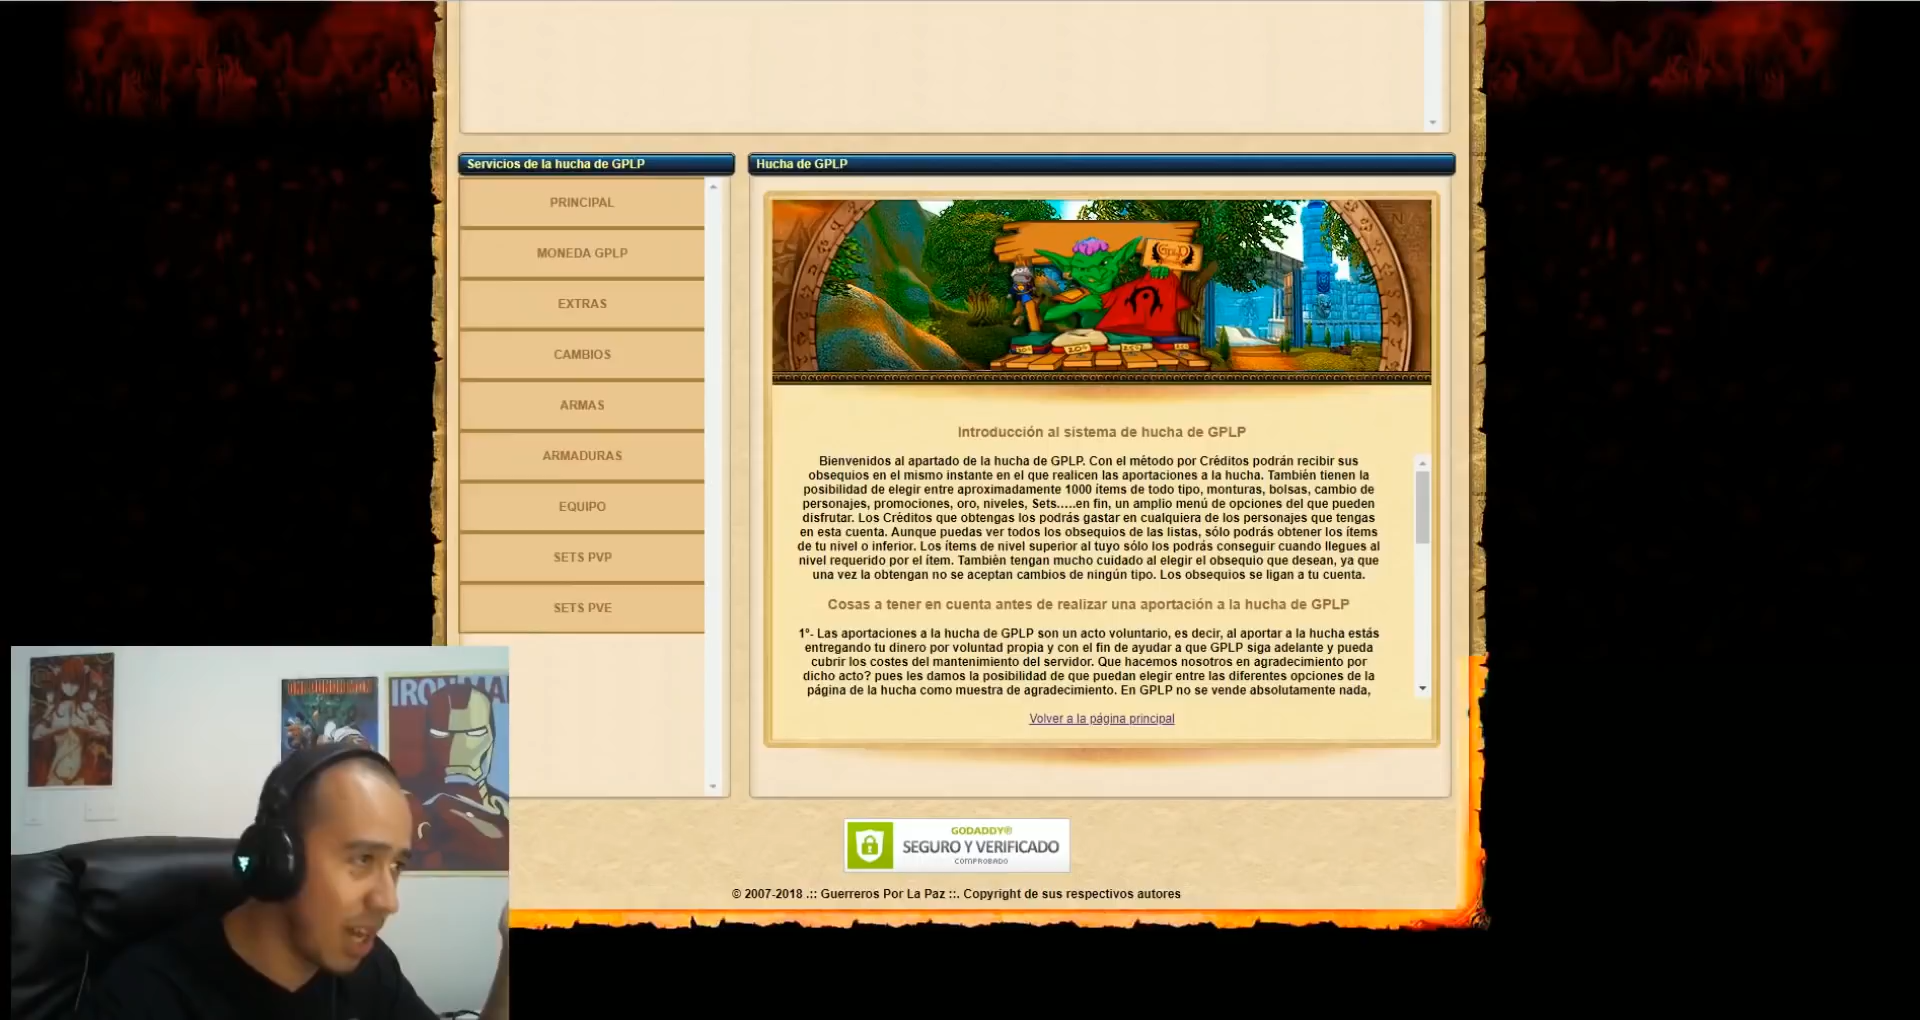 Servicios de la hucha de GPLP
PRINCIPAL
MONEDA GPLP
EXTRAS
CAMBIOS
ARMAS
ARMADURAS
EQUIPO
SETS PVP
SETS PVE
Hucha de GPLP
Introducción al sistema de hucha de GPLP
Bienvenidos al apartado de la hucha de GPLP. Con el método por Créditos podrán recibir sus
obsequios en el mismo instante en el que realicen las aportaciones a la hucha. También tienen la
posibilidad de elegir entre aproximadamente 1000 ítems de todo tipo, monturas, bolsas, cambio de
personajes, promociones, oro, niveles, Sets.....en fin, un amplio menú de opciones del que pueden
disfrutar. Los Créditos que obtengas los podrás gastar en cualquiera de los personajes que tengas
en esta cuenta. Aunque puedas ver todos los obsequios de las listas, sólo podrás obtener los ítems
de tu nivel o inferior. Los ítems de nivel superior al tuyo sólo los podrás conseguir cuando llegues al
nivel requerido por el ítem. También tengan mucho cuidado al elegir el obsequio que desean, ya que
una vez la obtengan no se aceptan cambios de ningún tipo. Los obsequios se ligan a tu cuenta.
Cosas a tener en cuenta antes de realizar una aportación a la hucha de GPLP
1º- Las aportaciones a la hucha de GPLP son un acto voluntario, es decir, al aportar a la hucha estás
entregando tu dinero por voluntad propia y con el fin de ayudar a que GPLP siga adelante y pueda
cubrir los costes del mantenimiento del servidor. Que hacemos nosotros en agradecimiento por
dicho acto? pues les damos la posibilidad de que puedan elegir entre las diferentes opciones de la
página de la hucha como muestra de agradecimiento. En GPLP no se vende absolutamente nada,
Volver a la página principal
IRON MA
GODADDY®
SEGURO Y VERIFICADO
COMPROBADO
© 2007-2018 .:: Guerreros Por La Paz ::. Copyright de sus respectivos autores